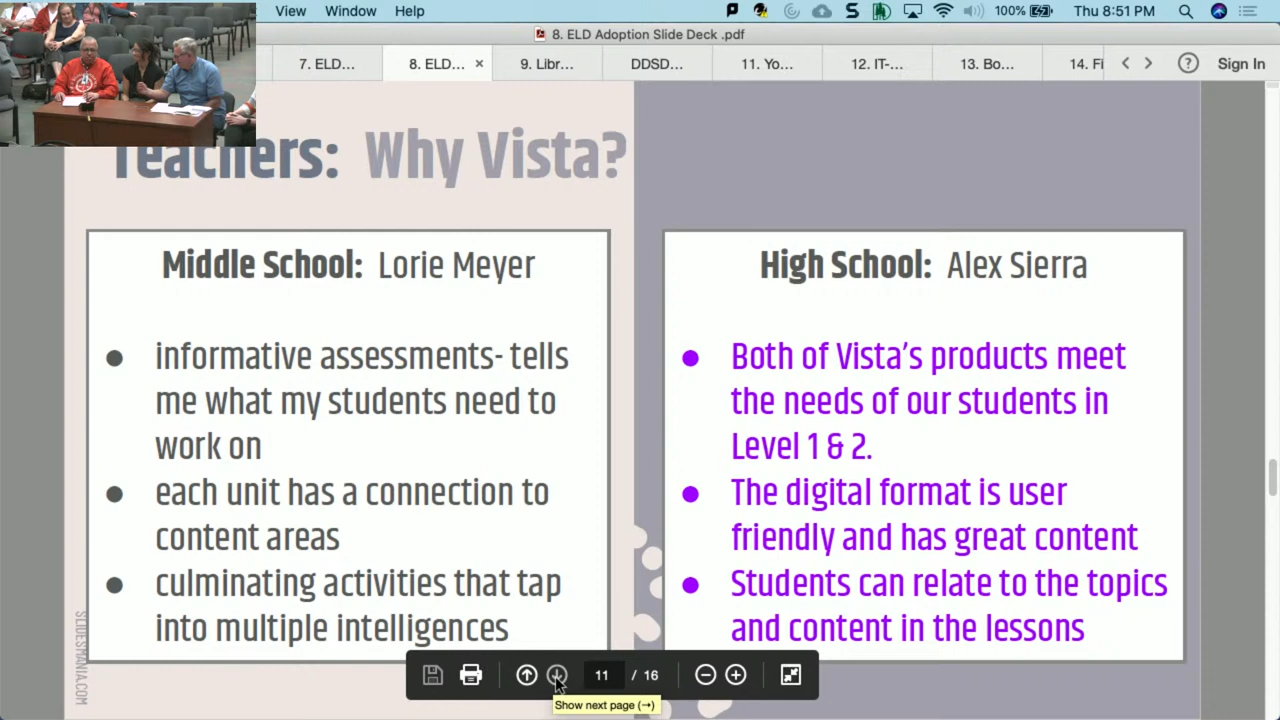 View Window Help 100% Thu 8:51 PM
8. ELD Adoption Slide Deck .pdf
7. ELD... 8. ELD... × 9. Libr... DDSD... 11. Yo... 12. IT-... 13. Bo... 14. Fi ? Sign In
Teachers: Why Vista?
Middle School: Lorie Meyer
● informative assessments- tells
me what my students need to
work on
● each unit has a connection to
content areas
● culminating activities that tap
into multiple intelligences
High School: Alex Sierra
● Both of Vista's products meet
the needs of our students in
Level 1 & 2.
● The digital format is user
friendly and has great content
● Students can relate to the topics
and content in the lessons
SLIDESMANIA.COM
11 / 16
Show next page (→)